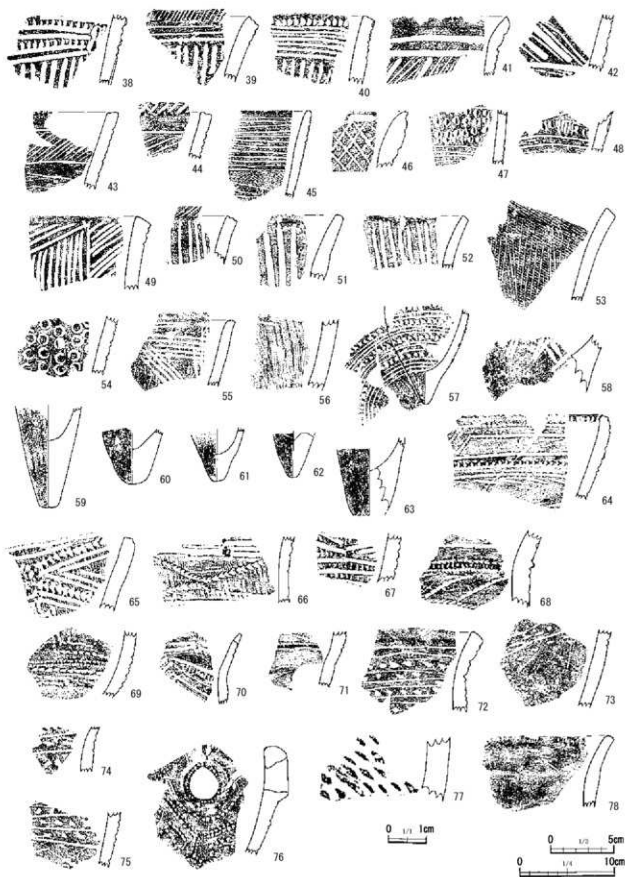 38 39 40 41 42
43 44 45 46 47 48
49 50 51 52 53
54 55 56 57 58
59 60 61 62 63 64
65 66 67 68
69 70 71 72 73
74 75 76 77 78
0 1/1 1cm
0 1/3 5cm
0 1/4 10cm